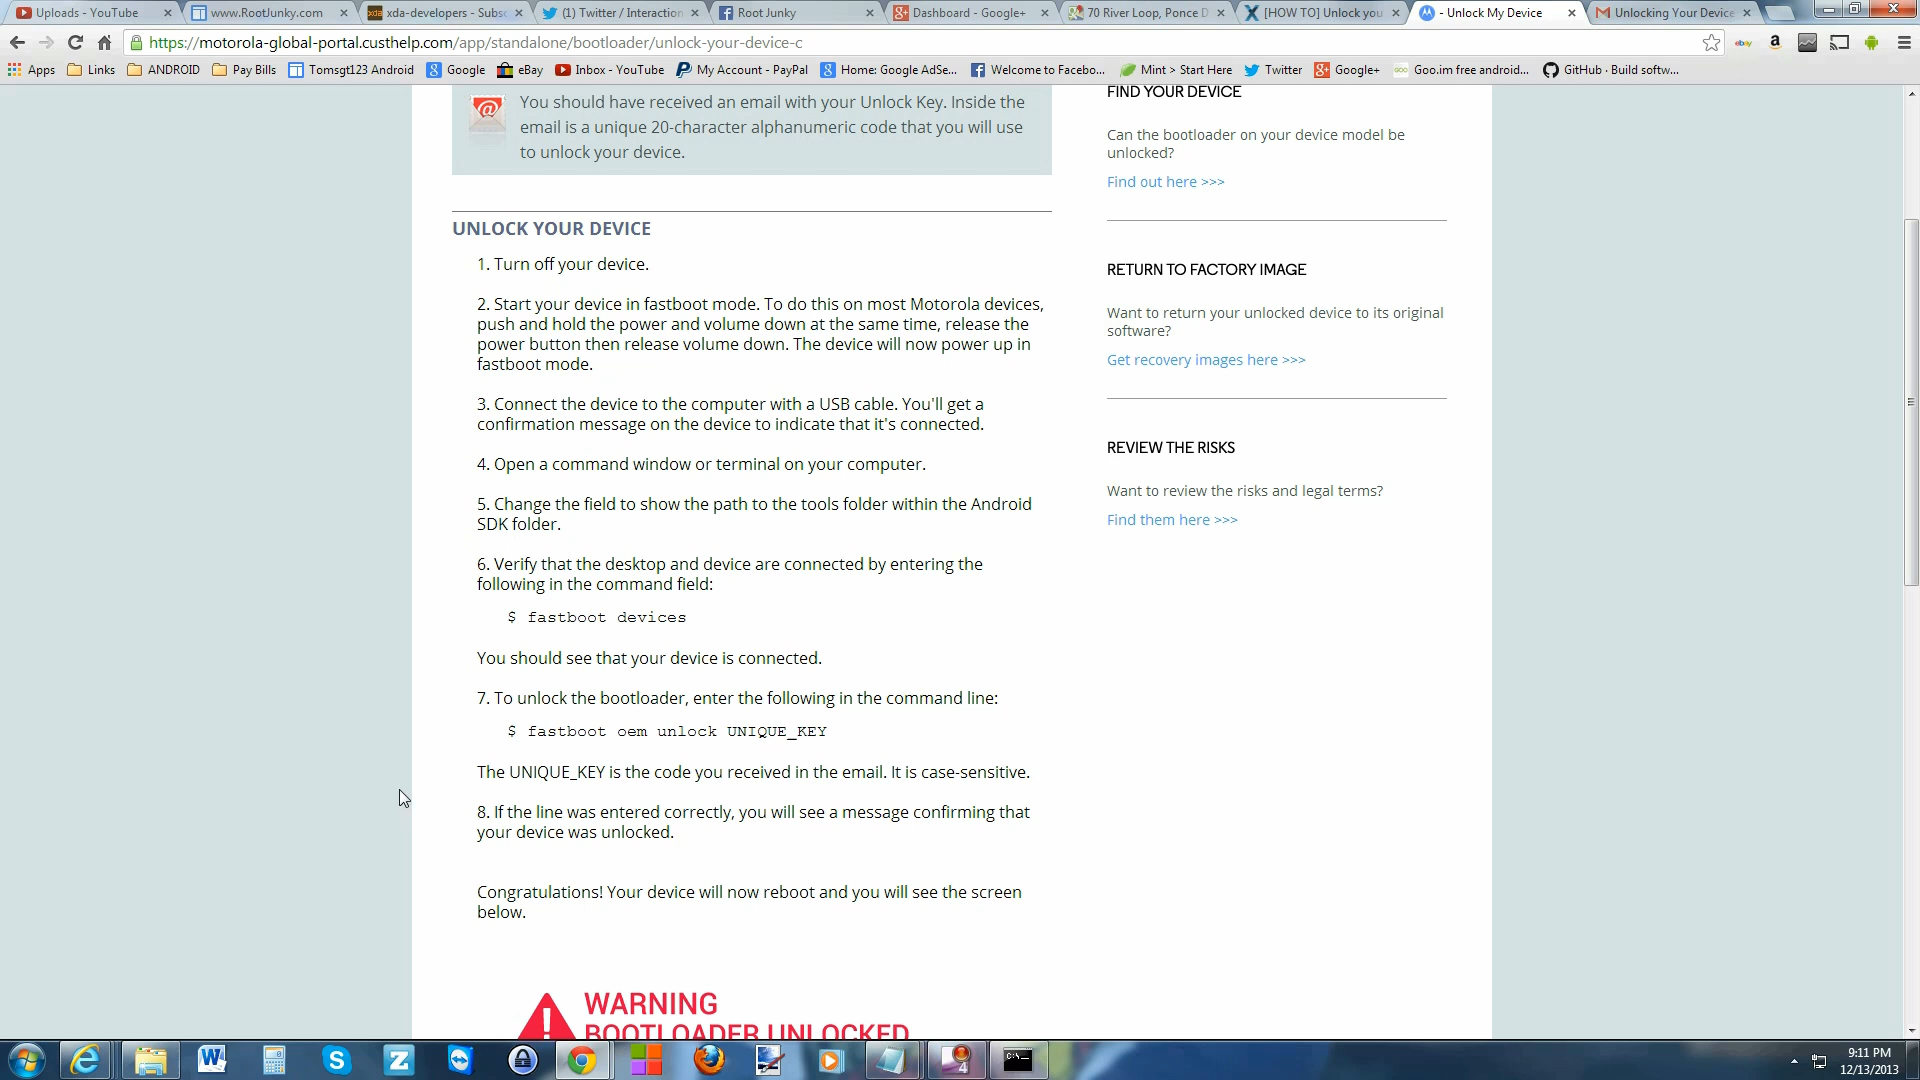 Uploads - YouTube
www.RootJunky.com
xda-developers - Subsc
(1) Twitter / Interaction
Root Junky
Dashboard - Google+
70 River Loop, Ponce D
[HOW TO] Unlock you
- Unlock My Device
Unlocking Your Device
https://motorola-global-portal.custhelp.com/app/standalone/bootloader/unlock-your-device-c
Apps
Links
ANDROID
Pay Bills
Tomsgt123 Android
Google
eBay
Inbox - YouTube
My Account - PayPal
Home: Google AdSe...
Welcome to Facebo...
Mint > Start Here
Twitter
Google+
Goo.im free android...
GitHub · Build softw...
You should have received an email with your Unlock Key. Inside the
email is a unique 20-character alphanumeric code that you will use
to unlock your device.
UNLOCK YOUR DEVICE
1. Turn off your device.
2. Start your device in fastboot mode. To do this on most Motorola devices,
push and hold the power and volume down at the same time, release the
power button then release volume down. The device will now power up in
fastboot mode.
3. Connect the device to the computer with a USB cable. You'll get a
confirmation message on the device to indicate that it's connected.
4. Open a command window or terminal on your computer.
5. Change the field to show the path to the tools folder within the Android
SDK folder.
6. Verify that the desktop and device are connected by entering the
following in the command field:
$ fastboot devices
You should see that your device is connected.
7. To unlock the bootloader, enter the following in the command line:
$ fastboot oem unlock UNIQUE_KEY
The UNIQUE_KEY is the code you received in the email. It is case-sensitive.
8. If the line was entered correctly, you will see a message confirming that
your device was unlocked.
Congratulations! Your device will now reboot and you will see the screen
below.
WARNING
BOOTLOADER UNLOCKED
FIND YOUR DEVICE
Can the bootloader on your device model be
unlocked?
Find out here >>>
RETURN TO FACTORY IMAGE
Want to return your unlocked device to its original
software?
Get recovery images here >>>
REVIEW THE RISKS
Want to review the risks and legal terms?
Find them here >>>
9:11 PM
12/13/2013